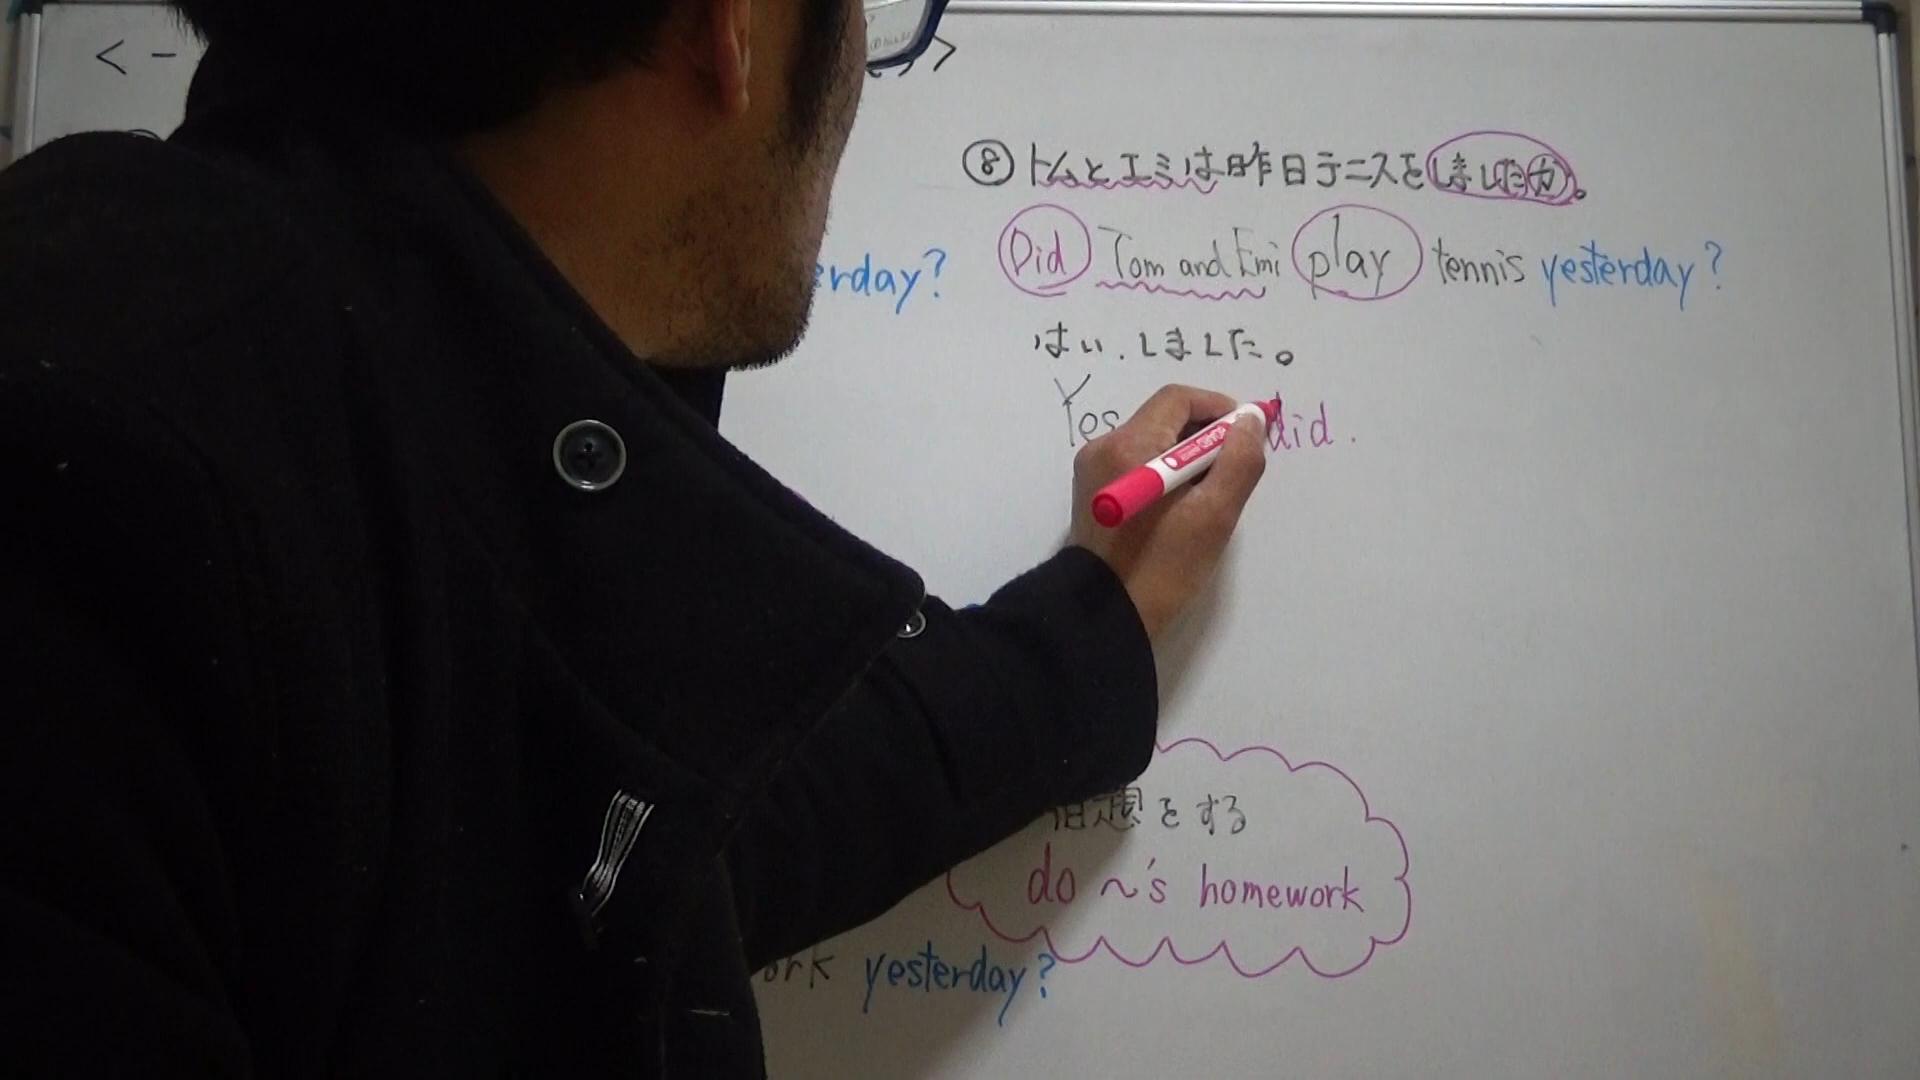 ⑧トムとエミは昨日テニスをしましたか。
Did Tom and Emi play tennis yesterday?
はい、しました。
Yes did.
宿題をする
do ~'s homework
yesterday?